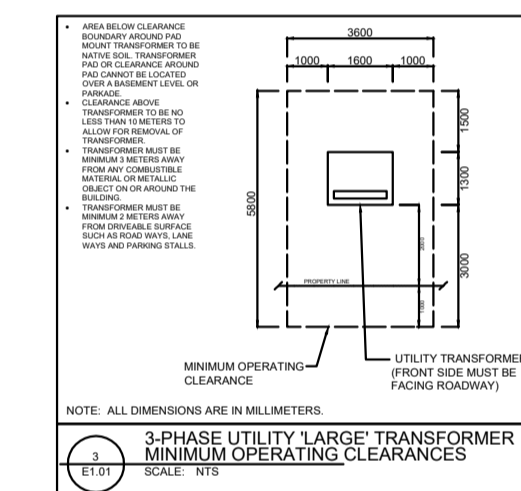 • AREA BELOW CLEARANCE
BOUNDARY AROUND PAD
MOUNT TRANSFORMER TO BE
NATIVE SOIL. TRANSFORMER
PAD OR CLEARANCE AROUND
PAD CANNOT BE LOCATED
OVER A BASEMENT LEVEL OR
PARKADE.
• CLEARANCE ABOVE
TRANSFORMER TO BE NO
LESS THAN 10 METERS TO
ALLOW FOR REMOVAL OF
TRANSFORMER.
• TRANSFORMER MUST BE
MINIMUM 3 METERS AWAY
FROM ANY COMBUSTIBLE
MATERIAL OR METALLIC
OBJECT ON OR AROUND THE
BUILDING.
• TRANSFORMER MUST BE
MINIMUM 2 METERS AWAY
FROM DRIVEABLE SURFACE
SUCH AS ROAD WAYS, LANE
WAYS AND PARKING STALLS.
3600
1000 1600 1000
1500
1300
5800
3000
2000
PROPERTY LINE
1000
MINIMUM OPERATING
CLEARANCE
UTILITY TRANSFORMER
(FRONT SIDE MUST BE
FACING ROADWAY)
NOTE: ALL DIMENSIONS ARE IN MILLIMETERS.
3
E1.01
3-PHASE UTILITY 'LARGE' TRANSFORMER
MINIMUM OPERATING CLEARANCES
SCALE: NTS